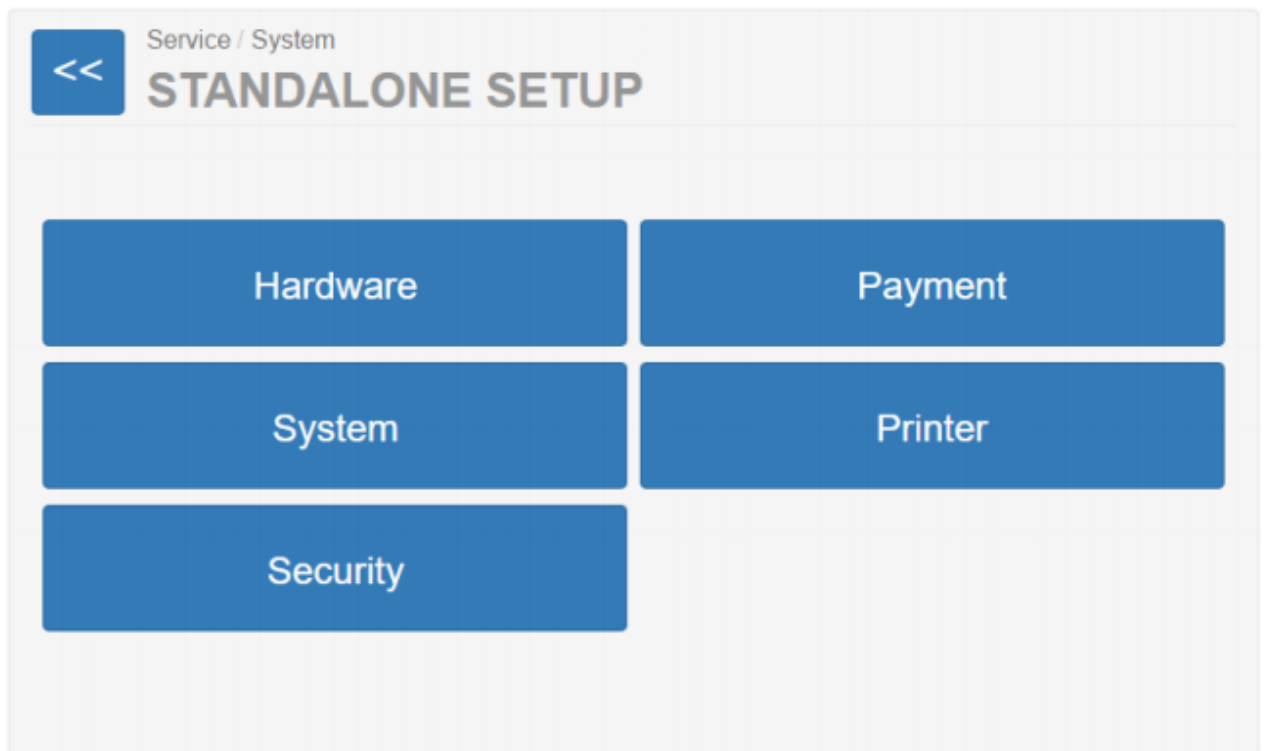 <<
Service / System
STANDALONE SETUP
Hardware
Payment
System
Printer
Security